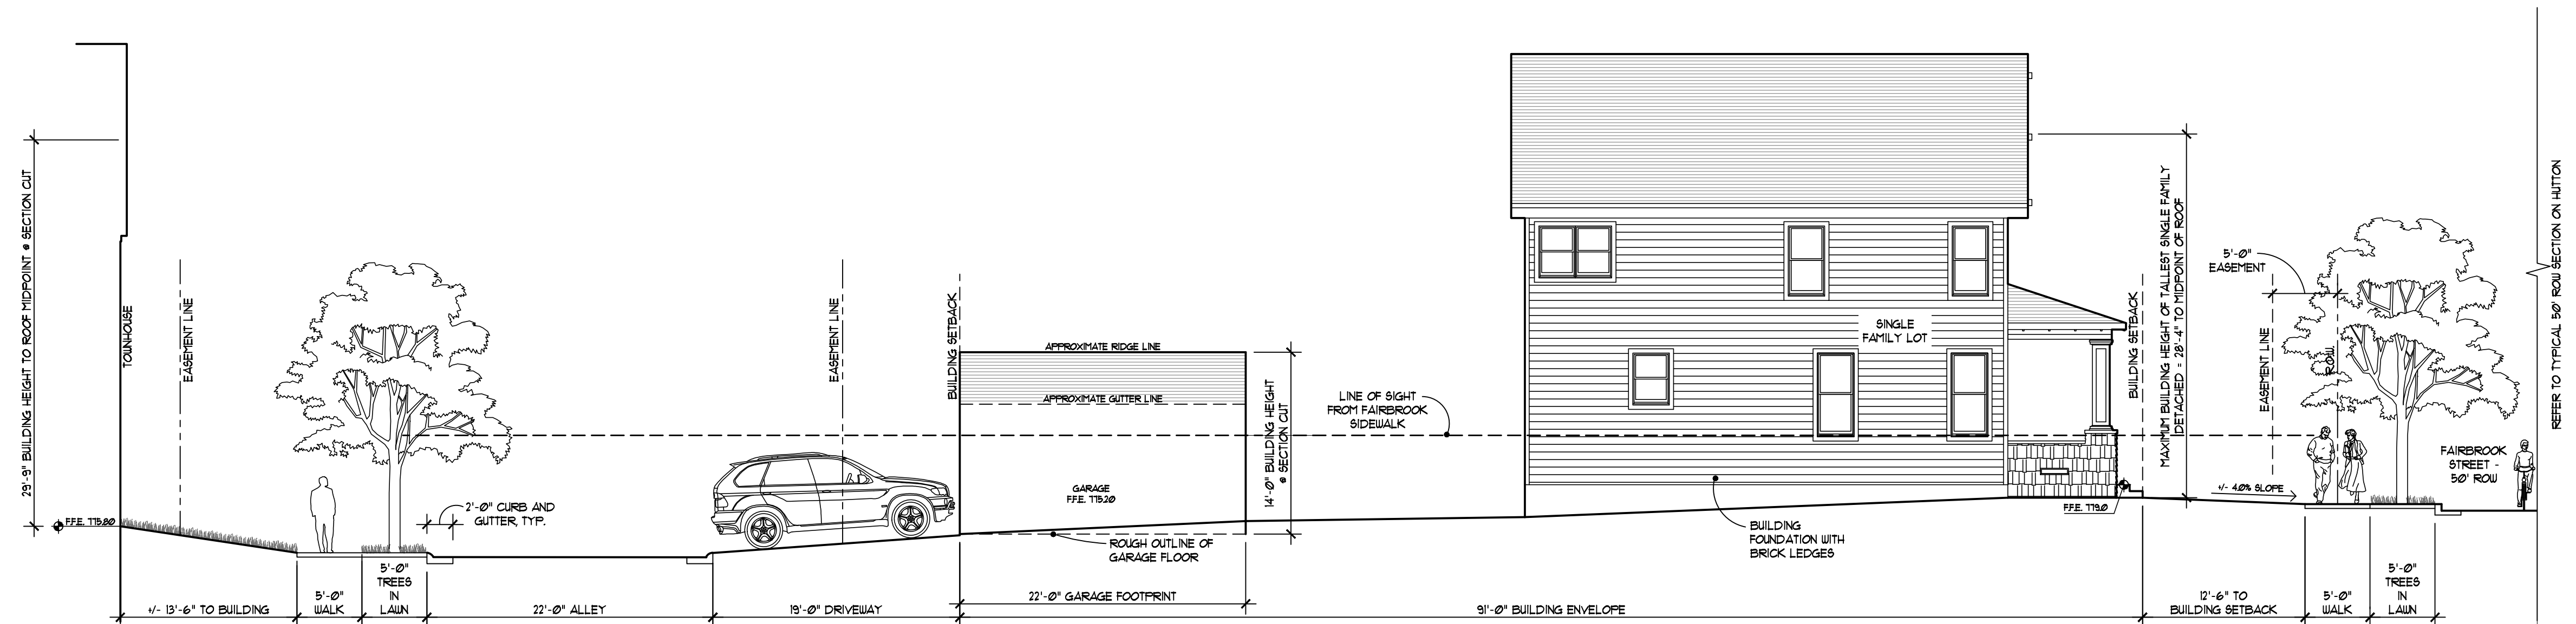 29'-9" BUILDING HEIGHT TO ROOF MIDPOINT @ SECTION CUT
F.F.E. 775.80
TOWNHOUSE
EASEMENT LINE
2'-0" CURB AND
GUTTER, TYP.
EASEMENT LINE
BUILDING SETBACK
APPROXIMATE RIDGE LINE
APPROXIMATE GUTTER LINE
GARAGE
F.F.E. 775.20
14'-0" BUILDING HEIGHT
@ SECTION CUT
ROUGH OUTLINE OF
GARAGE FLOOR
LINE OF SIGHT
FROM FAIRBROOK
SIDEWALK
SINGLE
FAMILY LOT
BUILDING
FOUNDATION WITH
BRICK LEDGES
F.F.E. 779.0
BUILDING SETBACK
MAXIMUM BUILDING HEIGHT OF TALLEST SINGLE FAMILY
DETACHED = 28'-4" TO MIDPOINT OF ROOF
5'-0"
EASEMENT
EASEMENT LINE
R.O.W.
+/- 4.0% SLOPE
FAIRBROOK
STREET -
50' ROW
REFER TO TYPICAL 50' ROW SECTION ON HUTTON
+/- 13'-6" TO BUILDING
5'-0"
WALK
5'-0"
TREES
IN
LAWN
22'-0" ALLEY
19'-0" DRIVEWAY
22'-0" GARAGE FOOTPRINT
91'-0" BUILDING ENVELOPE
12'-6" TO
BUILDING SETBACK
5'-0"
WALK
5'-0"
TREES
IN
LAWN